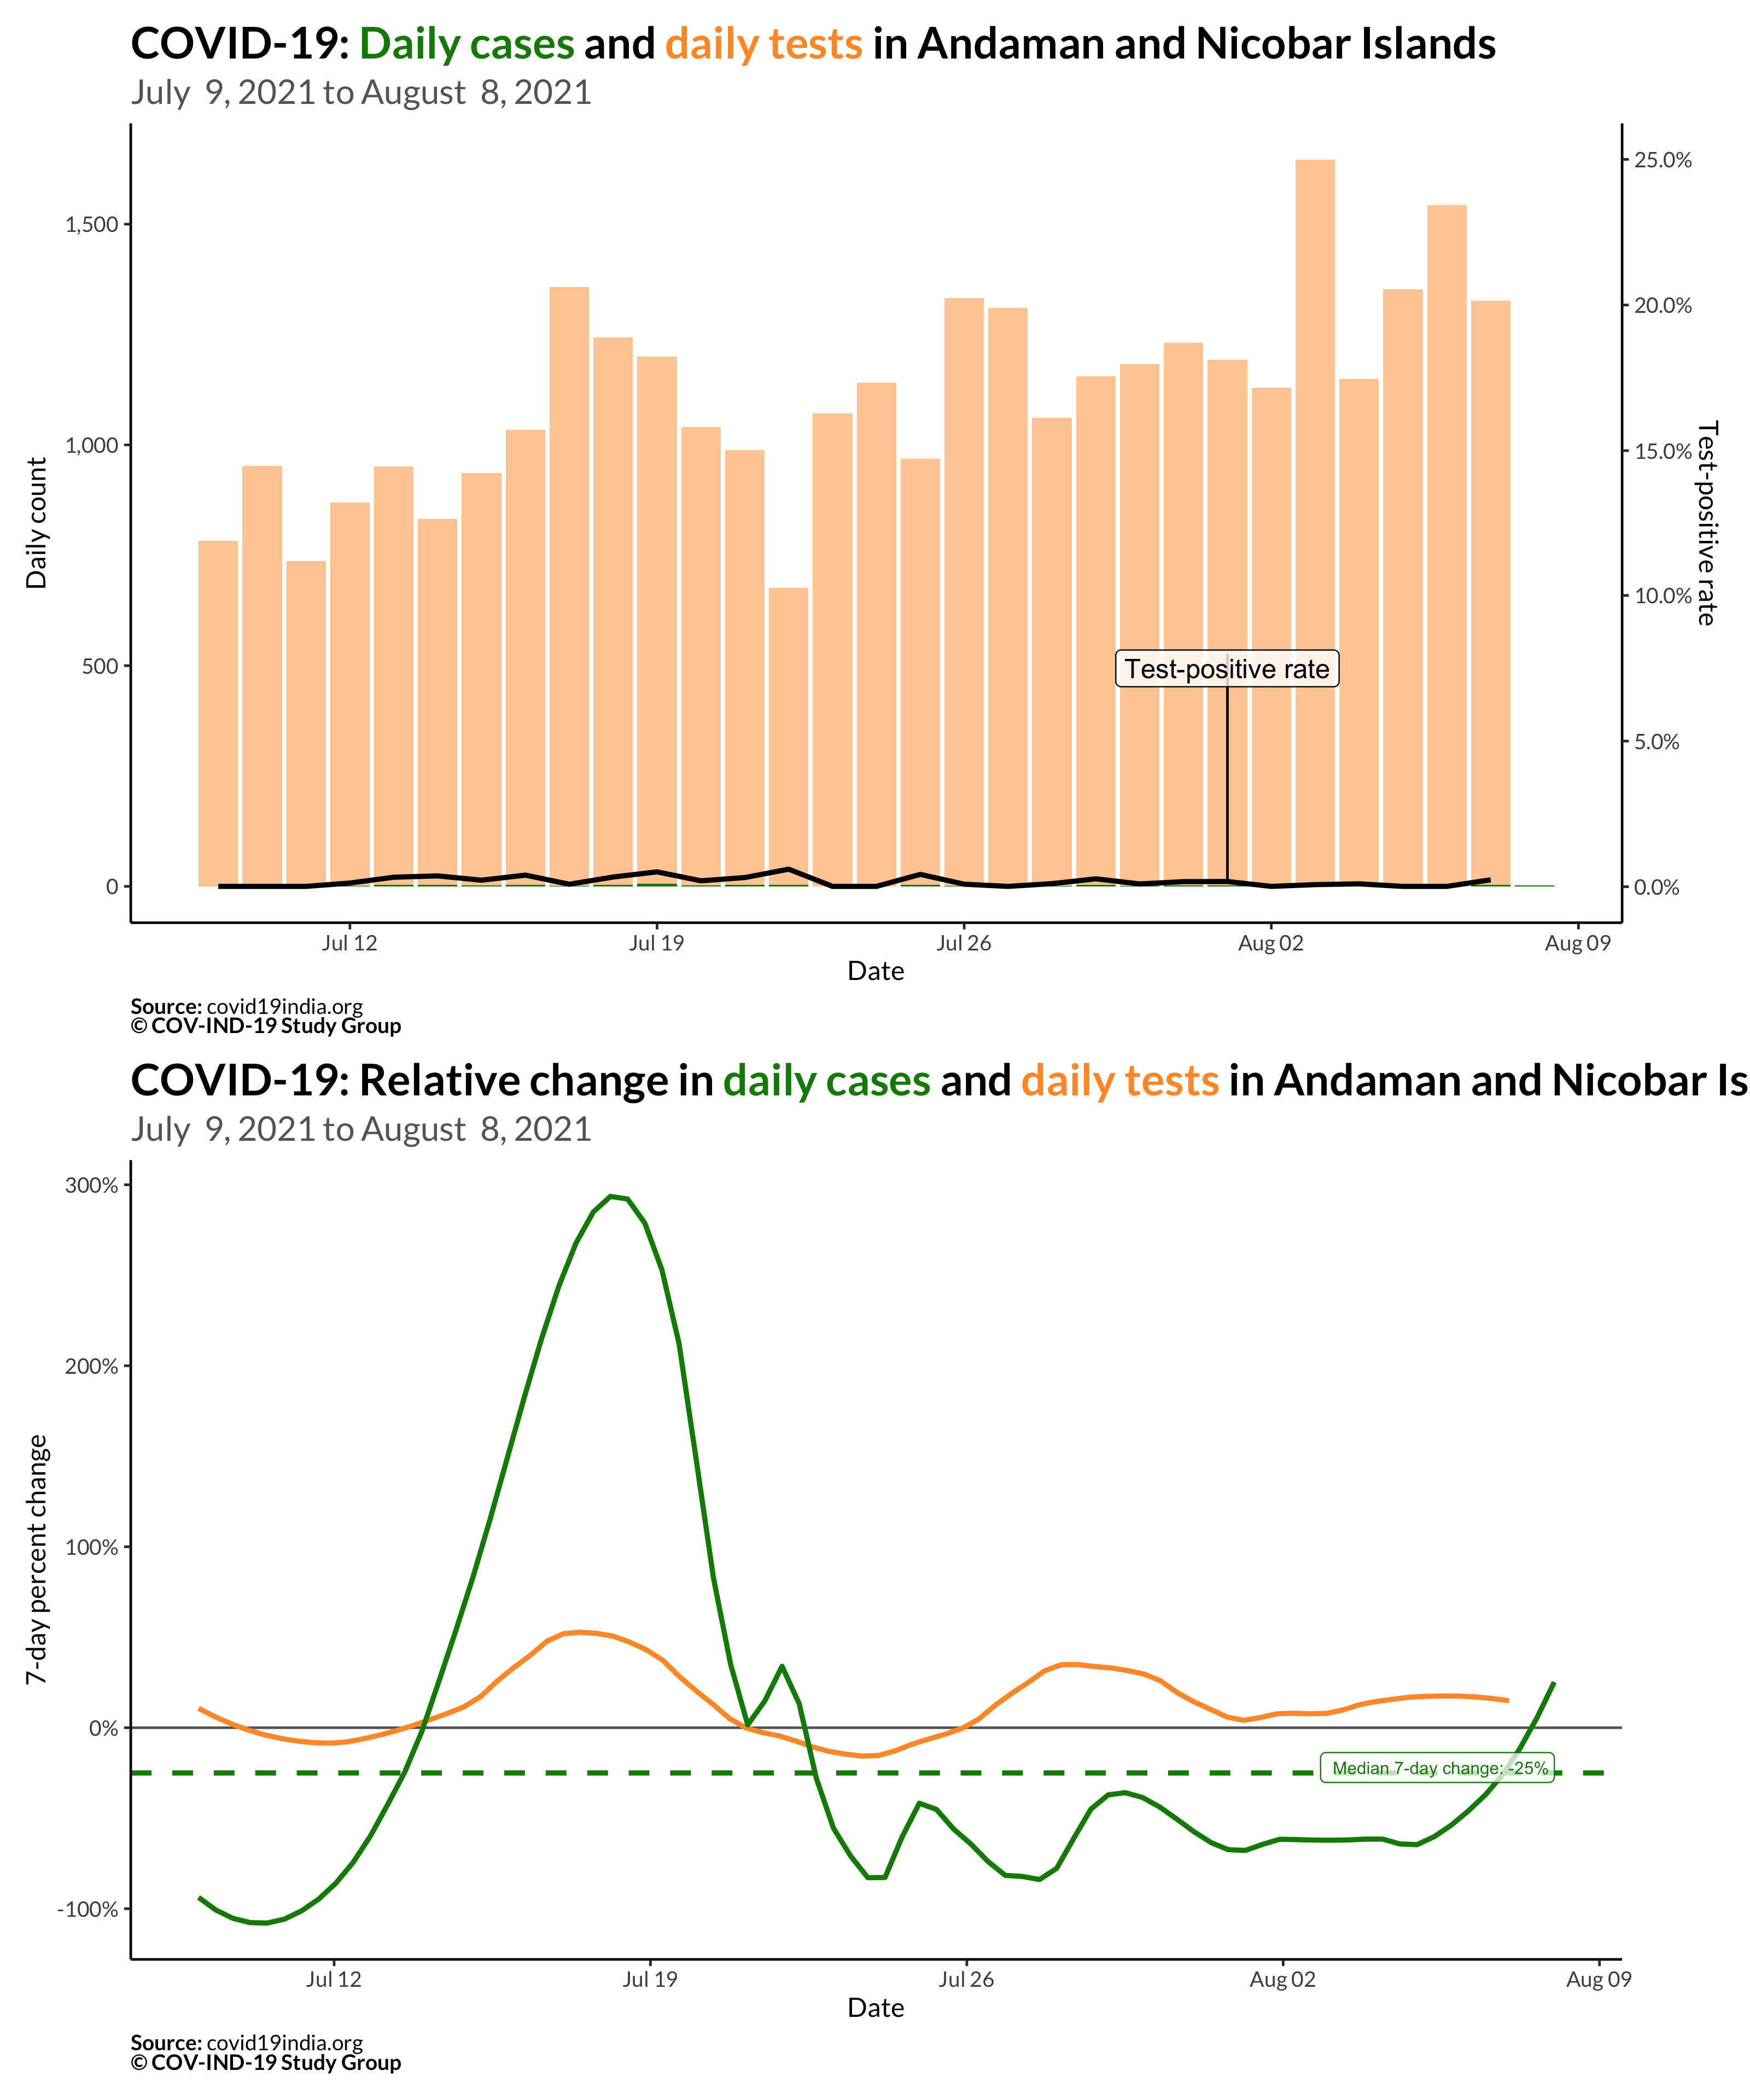 COVID-19: Daily cases and daily tests in Andaman and Nicobar Islands
July 9, 2021 to August 8, 2021
Daily count
1,500
1,000
500
0
25.0%
20.0%
15.0%
10.0%
5.0%
0.0%
Test-positive rate
Test-positive rate
Jul 12
Jul 19
Jul 26
Aug 02
Aug 09
Date
Source: covid19india.org
© COV-IND-19 Study Group
COVID-19: Relative change in daily cases and daily tests in Andaman and Nicobar Is
July 9, 2021 to August 8, 2021
7-day percent change
300%
200%
100%
0%
-100%
Median 7-day change: -25%
Jul 12
Jul 19
Jul 26
Aug 02
Aug 09
Date
Source: covid19india.org
© COV-IND-19 Study Group